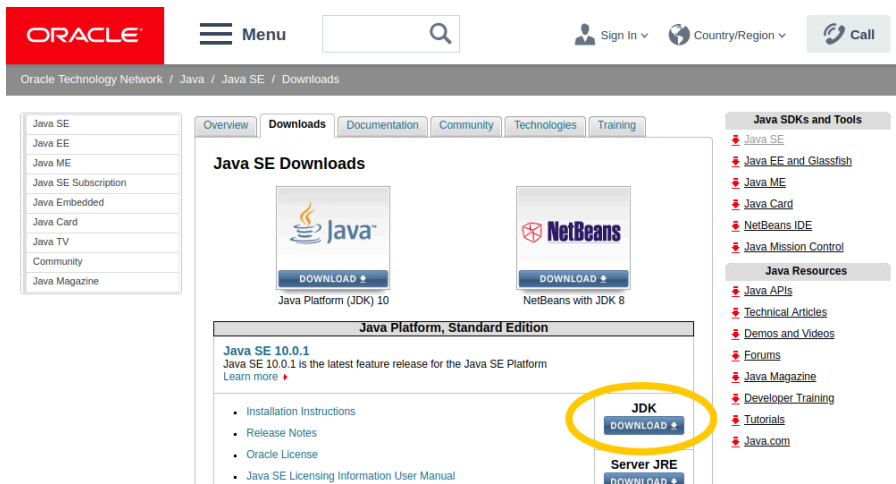 ORACLE
Menu
Sign In
Country/Region
Call
Oracle Technology Network / Java / Java SE / Downloads
Java SE
Java EE
Java ME
Java SE Subscription
Java Embedded
Java Card
Java TV
Community
Java Magazine
Overview
Downloads
Documentation
Community
Technologies
Training
Java SE Downloads
Java
DOWNLOAD
Java Platform (JDK) 10
NetBeans
DOWNLOAD
NetBeans with JDK 8
Java Platform, Standard Edition
Java SE 10.0.1
Java SE 10.0.1 is the latest feature release for the Java SE Platform
Learn more
Installation Instructions
Release Notes
Oracle License
Java SE Licensing Information User Manual
JDK
DOWNLOAD
Server JRE
DOWNLOAD
Java SDKs and Tools
Java SE
Java EE and Glassfish
Java ME
Java Card
NetBeans IDE
Java Mission Control
Java Resources
Java APIs
Technical Articles
Demos and Videos
Forums
Java Magazine
Developer Training
Tutorials
Java.com